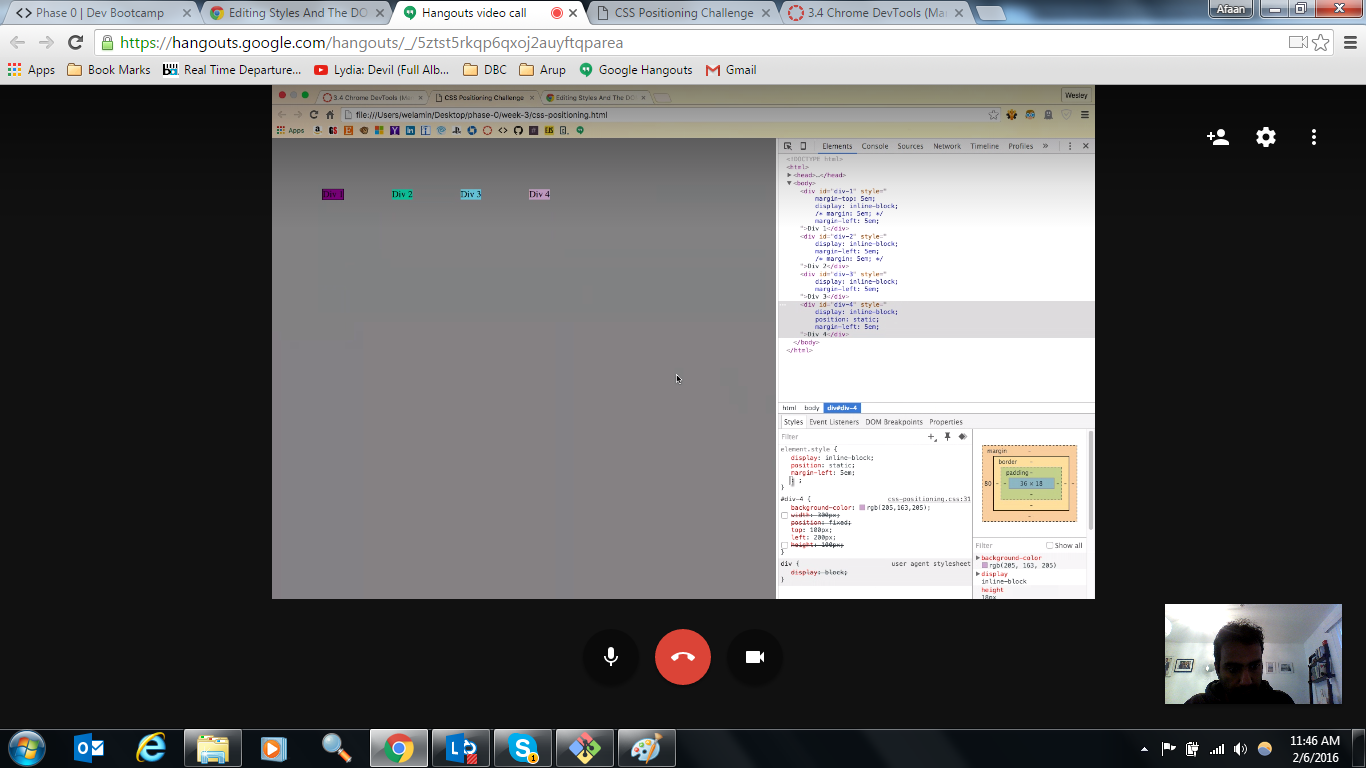 Phase 0 | Dev Bootcamp
Editing Styles And The DO
Hangouts video call
CSS Positioning Challenge
3.4 Chrome DevTools (Ma
Afaan
https://hangouts.google.com/hangouts/_/5ztst5rkqp6qxoj2auyftqparea
Apps
Book Marks
Real Time Departure...
Lydia: Devil (Full Alb...
DBC
Arup
Google Hangouts
Gmail
3.4 Chrome DevTools (Ma
CSS Positioning Challenge
Editing Styles And The DO
Wesley
file:///Users/welamin/Desktop/phase-0/week-3/css-positioning.html
Apps
Div 1
Div 2
Div 3
Div 4
Elements Console Sources Network Timeline Profiles
<!DOCTYPE html>
<html>
<head>…</head>
<body>
<div id="div-1" style="
margin-top: 5em;
display: inline-block;
/* margin: 5em; */
margin-left: 5em;
">Div 1</div>
<div id="div-2" style="
display: inline-block;
margin-left: 5em;
/* margin: 5em; */
">Div 2</div>
<div id="div-3" style="
display: inline-block;
margin-left: 5em;
">Div 3</div>
<div id="div-4" style="
display: inline-block;
position: static;
margin-left: 5em;
">Div 4</div>
</body>
</html>
html body div#div-4
Styles Event Listeners DOM Breakpoints Properties
Filter
element.style {
display: inline-block;
position: static;
margin-left: 5em;
;
}
#div-4 { css-positioning.css:31
background-color: rgb(205,163,205);
width: 300px;
position: fixed;
top: 100px;
left: 200px;
height: 100px;
}
div { user agent stylesheet
display: block;
}
margin -
border -
padding -
80 - - 36 × 18 - - -
-
-
-
Filter
Show all
background-color
rgb(205, 163, 205)
display
inline-block
height
18px
11:46 AM
2/6/2016